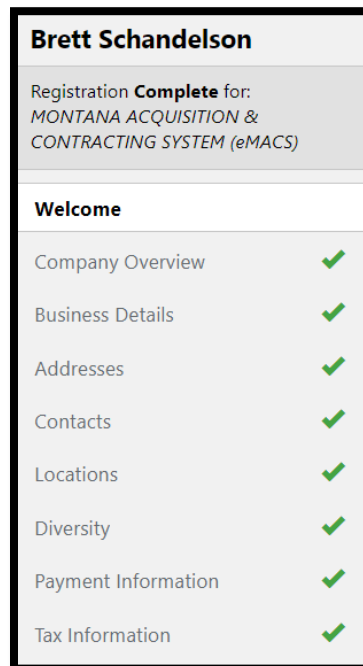 Brett Schandelson
Registration Complete for:
MONTANA ACQUISITION &
CONTRACTING SYSTEM (eMACS)
Welcome
Company Overview
Business Details
Addresses
Contacts
Locations
Diversity
Payment Information
Tax Information